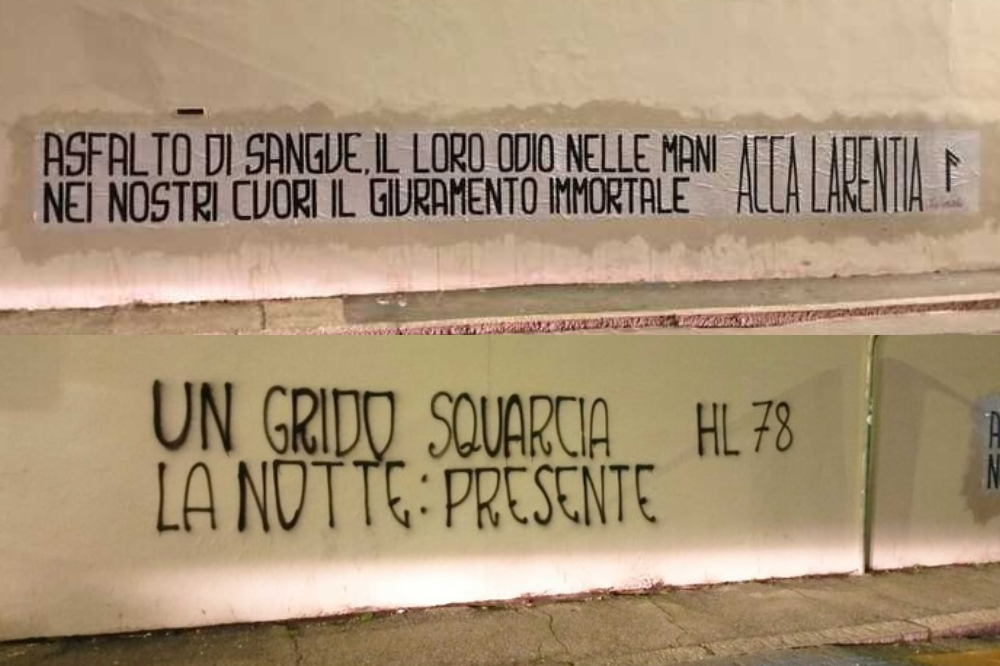 ASFALTO DI SANGUE, IL LORO ODIO NELLE MANI
NEI NOSTRI CUORI IL GIURAMENTO IMMORTALE
ACCA LARENTIA
UN GRIDO SQUARCIA
LA NOTTE: PRESENTE
HL 78